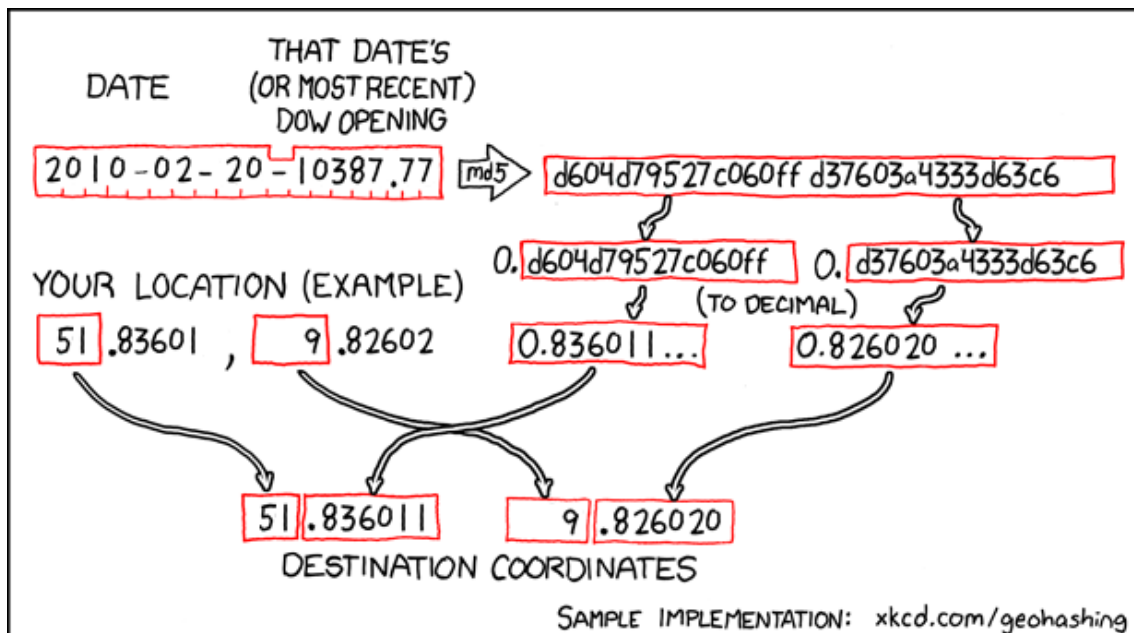 DATE
THAT DATE'S
(OR MOST RECENT)
DOW OPENING
2010-02-20-10387.77
md5
d604d79527c060ff d37603a4333d63c6
0. d604d79527c060ff
0. d37603a4333d63c6
(TO DECIMAL)
YOUR LOCATION (EXAMPLE)
51 .83601 , 9 .82602
0.836011...
0.826020 ...
51 .836011
9 .826020
DESTINATION COORDINATES
SAMPLE IMPLEMENTATION: xkcd.com/geohashing